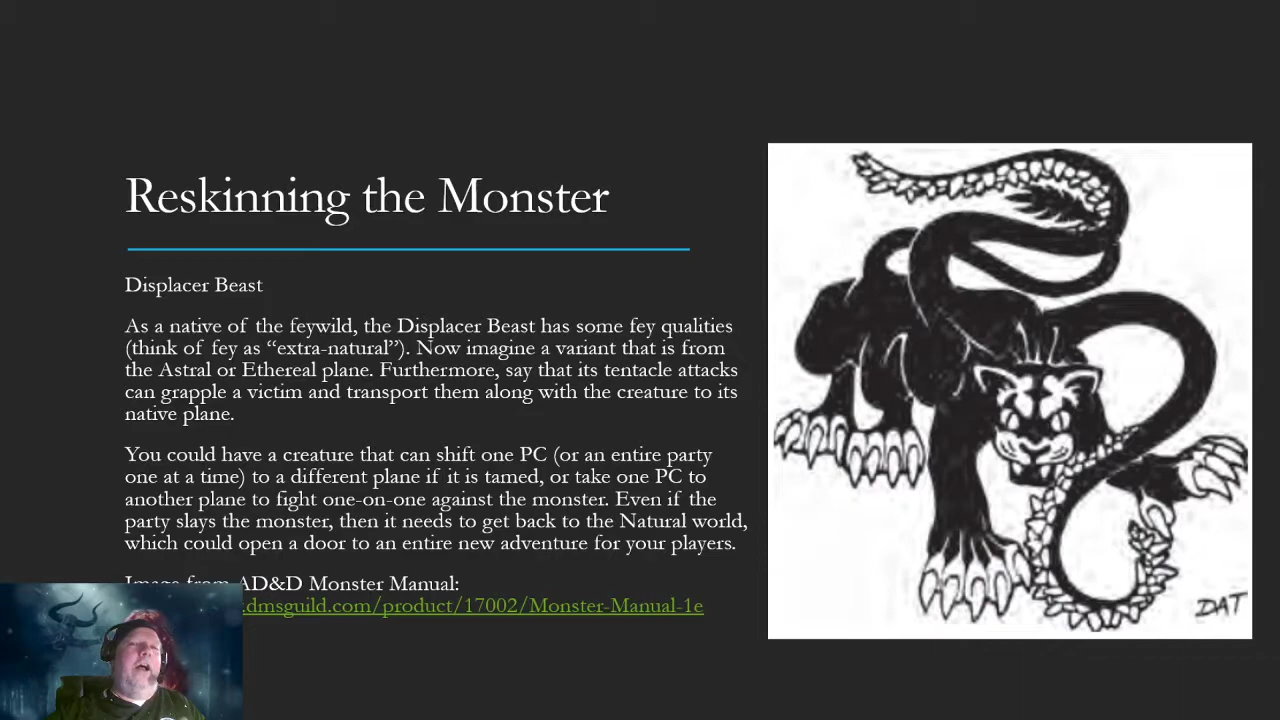 Reskinning the Monster
Displacer Beast
As a native of the feywild, the Displacer Beast has some fey qualities
(think of fey as “extra-natural”). Now imagine a variant that is from
the Astral or Ethereal plane. Furthermore, say that its tentacle attacks
can grapple a victim and transport them along with the creature to its
native plane.
You could have a creature that can shift one PC (or an entire party
one at a time) to a different plane if it is tamed, or take one PC to
another plane to fight one-on-one against the monster. Even if the
party slays the monster, then it needs to get back to the Natural world,
which could open a door to an entire new adventure for your players.
Image from AD&D Monster Manual:
.dmsguild.com/product/17002/Monster-Manual-1e
DAT